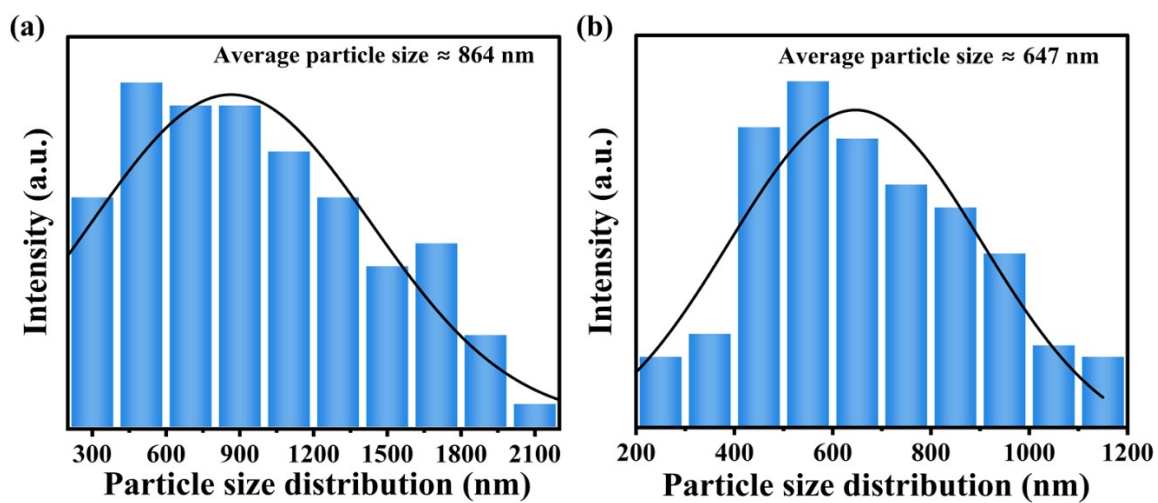 (a)
Average particle size ≈ 864 nm
Intensity (a.u.)
300 600 900 1200 1500 1800 2100
Particle size distribution (nm)
(b)
Average particle size ≈ 647 nm
Intensity (a.u.)
200 400 600 800 1000 1200
Particle size distribution (nm)